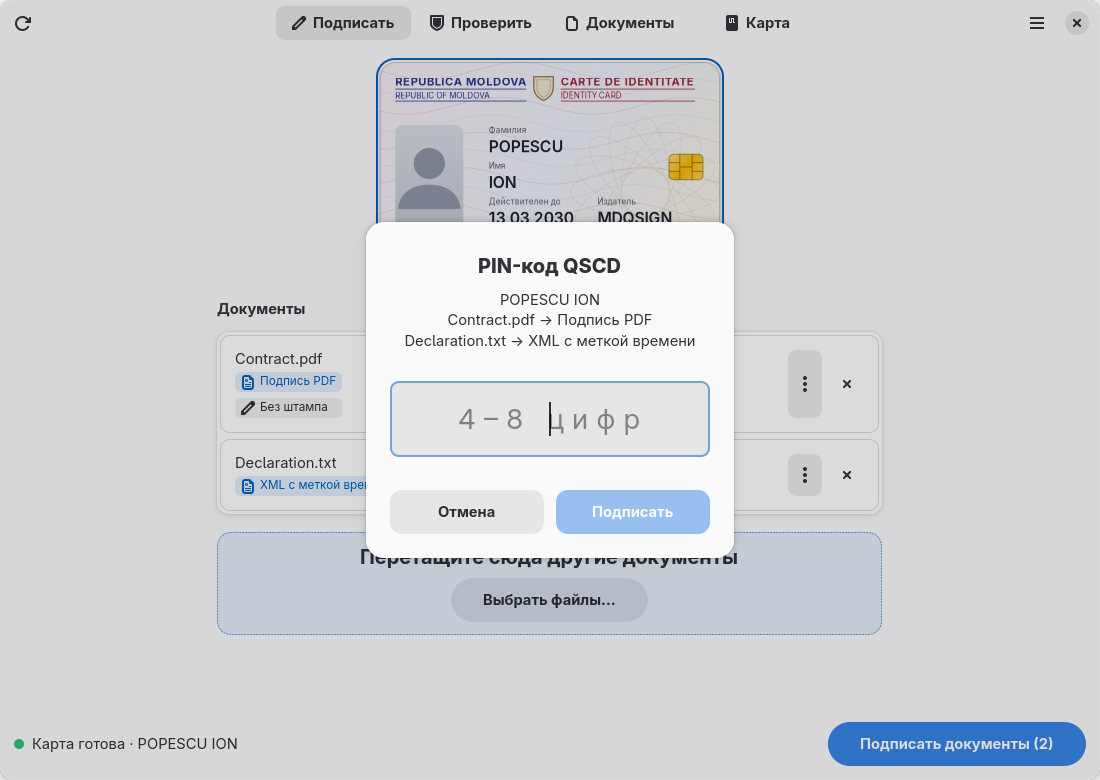 Подписать
Проверить
Документы
Карта
REPUBLICA MOLDOVA
REPUBLIC OF MOLDOVA
CARTE DE IDENTITATE
IDENTITY CARD
Фамилия
POPESCU
Имя
ION
Действителен до
Издатель
13 03 2030
MDQSIGN
PIN-код QSCD
POPESCU ION
Contract.pdf → Подпись PDF
Declaration.txt → XML с меткой времени
4–8 цифр
Отмена
Подписать
Документы
Contract.pdf
Подпись PDF
Без штампа
Declaration.txt
XML с меткой
Перетащите сюда другие документы
Выбрать файлы...
Карта готова · POPESCU ION
Подписать документы (2)